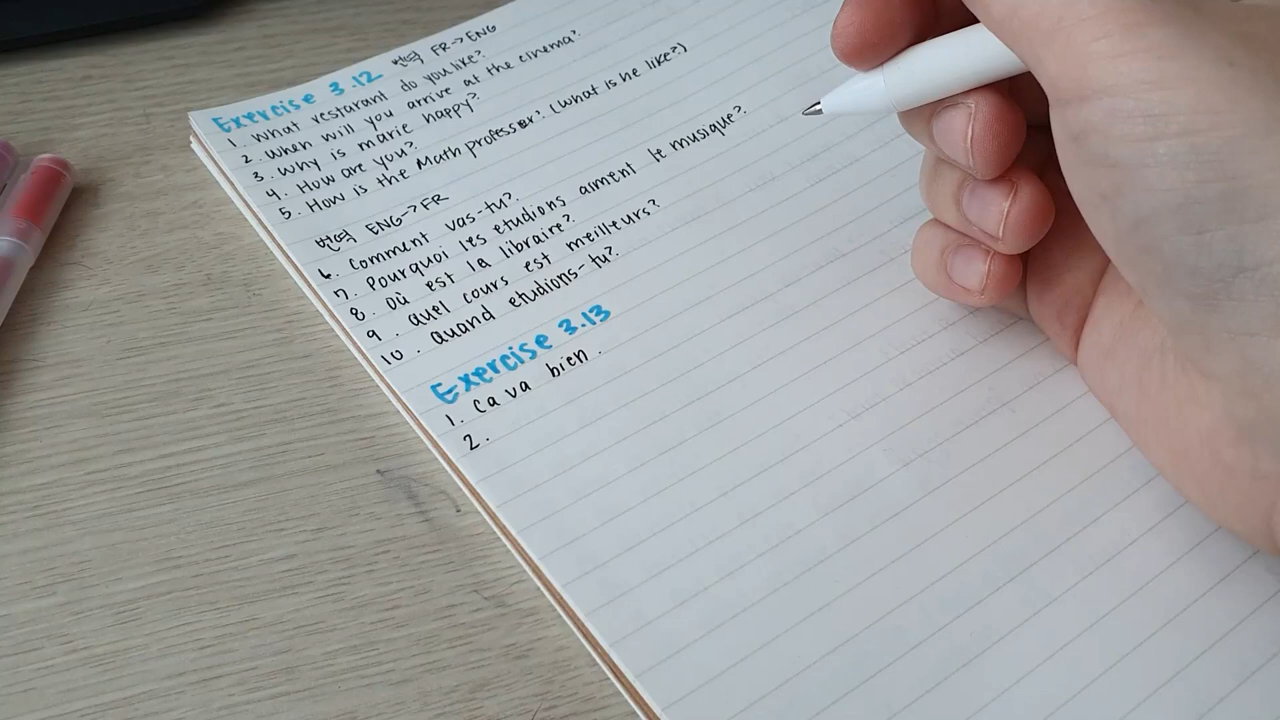 Exercise 3.12 번역 FR->ENG
1. What restarant do you like?
2. When will you arrive at the cinema?
3. Why is marie happy?
4. How are you?
5. How is the Math Professor? (What is he like?)
번역 ENG->FR
6. Comment vas-tu?
7. Pourquoi les etudions aiment le musique?
8. Où est la libraire?
9. Quel cours est meilleurs?
10. Quand etudions-tu?
Exercise 3.13
1. Ca va bien.
2.